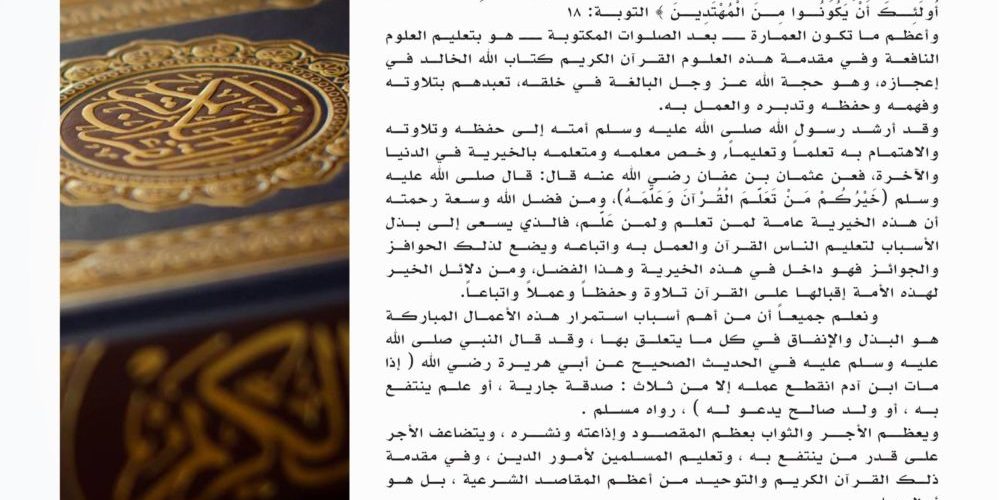 أُولَٰئِكَ أَنْ يَكُونُوا مِنَ الْمُهْتَدِينَ ﴾ التوبة: ١٨
وأعظم ما تكون العمارة ـ بعد الصلوات المكتوبة ـ هو بتعليم العلوم
النافعة وفي مقدمة هذه العلوم القرآن الكريم كتاب الله الخالد في
إعجازه، وهو حجة الله عز وجل البالغة في خلقه، تعبدهم بتلاوته
وفهمه وحفظه وتدبره والعمل به.
وقد أرشد رسول الله صلى الله عليه وسلم أمته إلى حفظه وتلاوته
والاهتمام به تعلماً وتعليماً, وخص معلمه ومتعلمه بالخيرية في الدنيا
والآخرة، فعن عثمان بن عفان رضي الله عنه قال: قال صلى الله عليه
وسلم (خَيْرُكُمْ مَنْ تَعَلَّمَ الْقُرْآنَ وَعَلَّمَهُ)، ومن فضل الله وسعة رحمته
أن هذه الخيرية عامة لمن تعلم ولمن عَلّم، فالذي يسعى إلى بذل
الأسباب لتعليم الناس القرآن والعمل به واتباعه ويضع لذلك الحوافز
والجوائز فهو داخل في هذه الخيرية وهذا الفضل، ومن دلائل الخير
لهذه الأمة إقبالها على القرآن تلاوة وحفظاً وعملاً واتباعاً.
ونعلم جميعاً أن من أهم أسباب استمرار هذه الأعمال المباركة
هو البذل والإنفاق في كل ما يتعلق بها ، وقد قال النبي صلى الله
عليه وسلم عليه في الحديث الصحيح عن أبي هريرة رضي الله ( إذا
مات ابن آدم انقطع عمله إلا من ثلاث : صدقة جارية ، أو علم ينتفع
به ، أو ولد صالح يدعو له ) ، رواه مسلم .
ويعظم الأجر والثواب بعظم المقصود وإذاعته ونشره ، ويتضاعف الأجر
على قدر من ينتفع به ، وتعليم المسلمين لأمور الدين ، وفي مقدمة
ذلك القرآن الكريم والتوحيد من أعظم المقاصد الشرعية ، بل هو